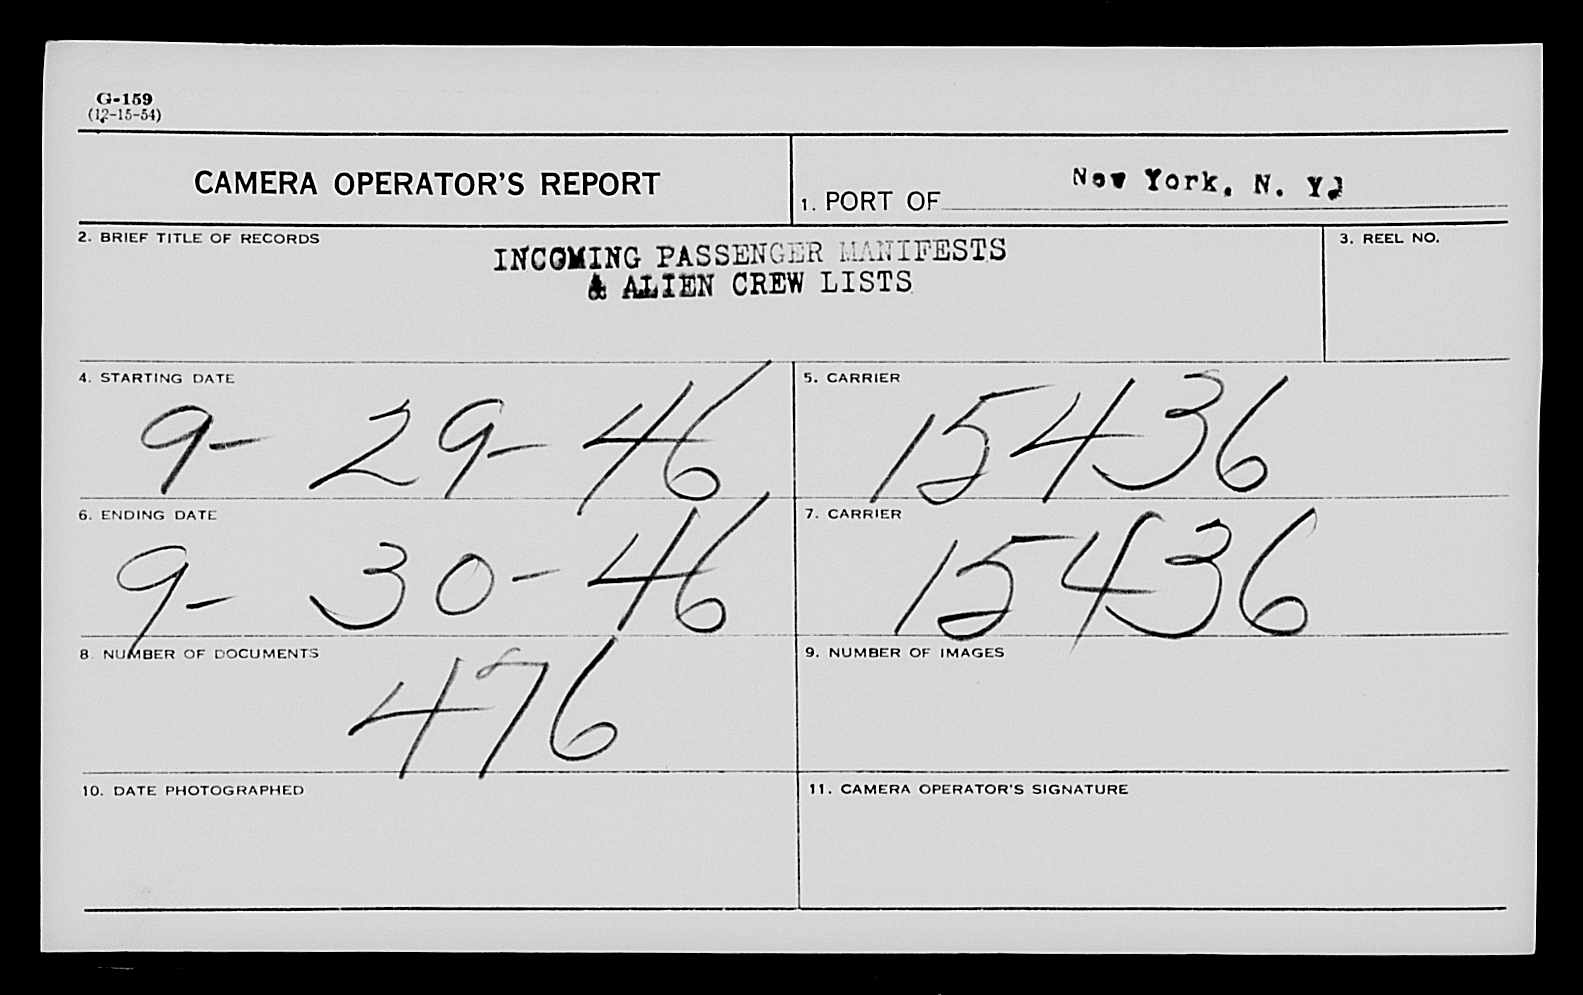 G-159
(12-15-54)
CAMERA OPERATOR'S REPORT
1. PORT OF New York, N. Y.
2. BRIEF TITLE OF RECORDS
INCOMING PASSENGER MANIFESTS
& ALIEN CREW LISTS
3. REEL NO.
4. STARTING DATE
9- 29- 46
5. CARRIER
15436
6. ENDING DATE
9- 30-46
7. CARRIER
15436
8. NUMBER OF DOCUMENTS
476
9. NUMBER OF IMAGES
10. DATE PHOTOGRAPHED
11. CAMERA OPERATOR'S SIGNATURE